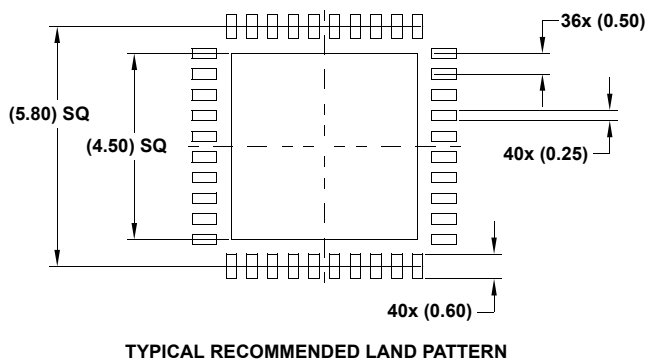 36x (0.50)
(5.80) SQ
(4.50) SQ
40x (0.25)
40x (0.60)
TYPICAL RECOMMENDED LAND PATTERN